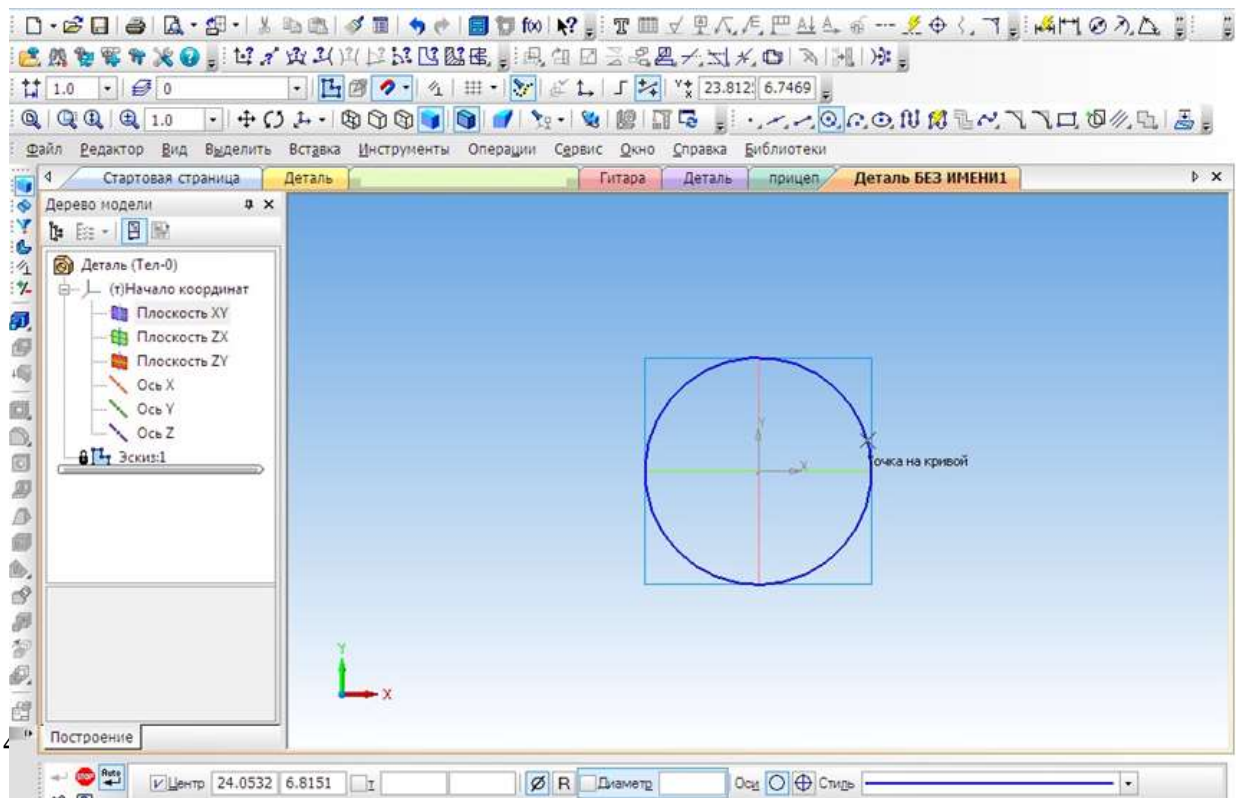 f(x)
1.0 0 23.812 6.7469
1.0
Файл Редактор Вид Выделить Вставка Инструменты Операции Сервис Окно Справка Библиотеки
Стартовая страница Деталь Гитара Деталь прицеп Деталь БЕЗ ИМЕНИ1
Дерево модели
Деталь (Тел-0)
(т)Начало координат
Плоскость XY
Плоскость ZX
Плоскость ZY
Ось X
Ось Y
Ось Z
Эскиз:1
Y
X
очка на кривой
Y
X
Построение
STOP Auto
Центр 24.0532 6.8151 т Ø R Диаметр Оси Стиль